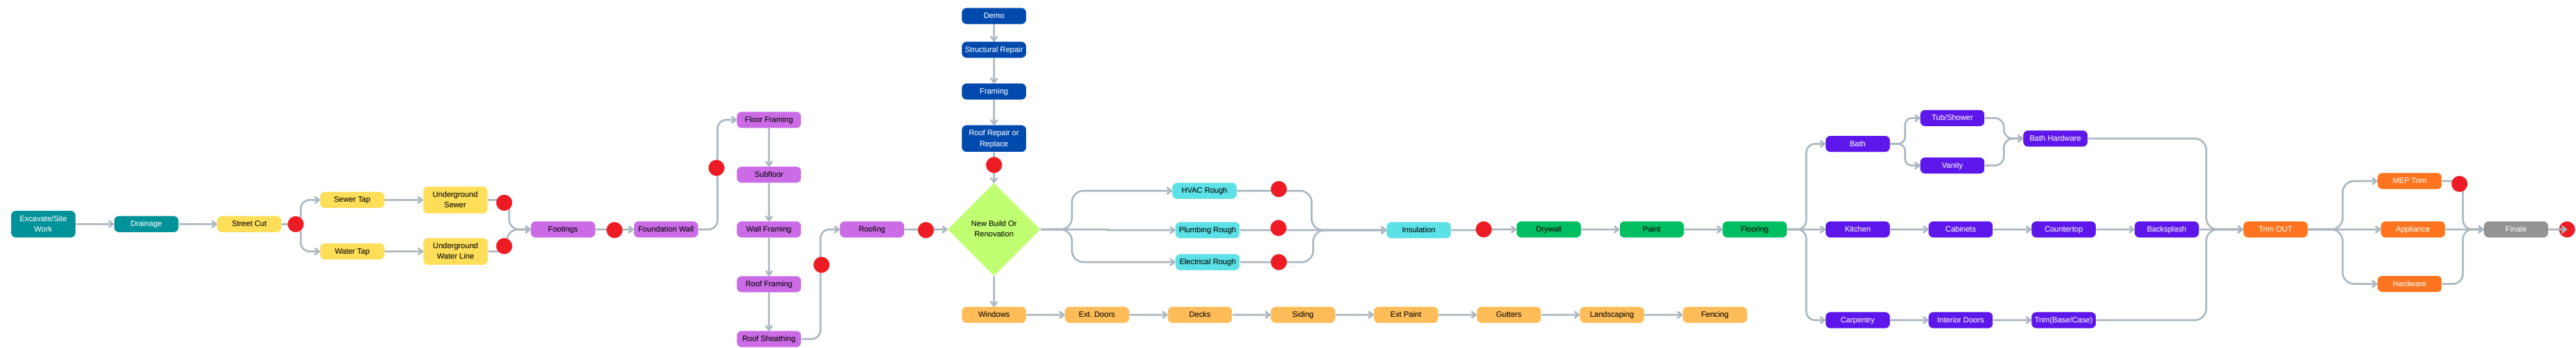 Excavate/Site
Work
Drainage
Street Cut
Sewer Tap
Water Tap
Underground
Sewer
Underground
Water Line
Footings
Foundation Wall
Floor Framing
Subfloor
Wall Framing
Roof Framing
Roof Sheathing
Roofing
Demo
Structural Repair
Framing
Roof Repair or
Replace
New Build Or
Renovation
HVAC Rough
Plumbing Rough
Electrical Rough
Insulation
Drywall
Paint
Flooring
Windows
Ext. Doors
Decks
Siding
Ext Paint
Gutters
Landscaping
Fencing
Bath
Tub/Shower
Vanity
Bath Hardware
Kitchen
Cabinets
Countertop
Backsplash
Carpentry
Interior Doors
Trim(Base/Case)
Trim OUT
MEP Trim
Appliance
Hardware
Finale